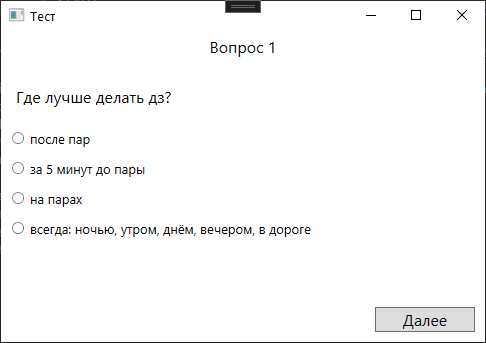 Тест
Вопрос 1
Где лучше делать дз?
после пар
за 5 минут до пары
на парах
всегда: ночью, утром, днём, вечером, в дороге
Далее